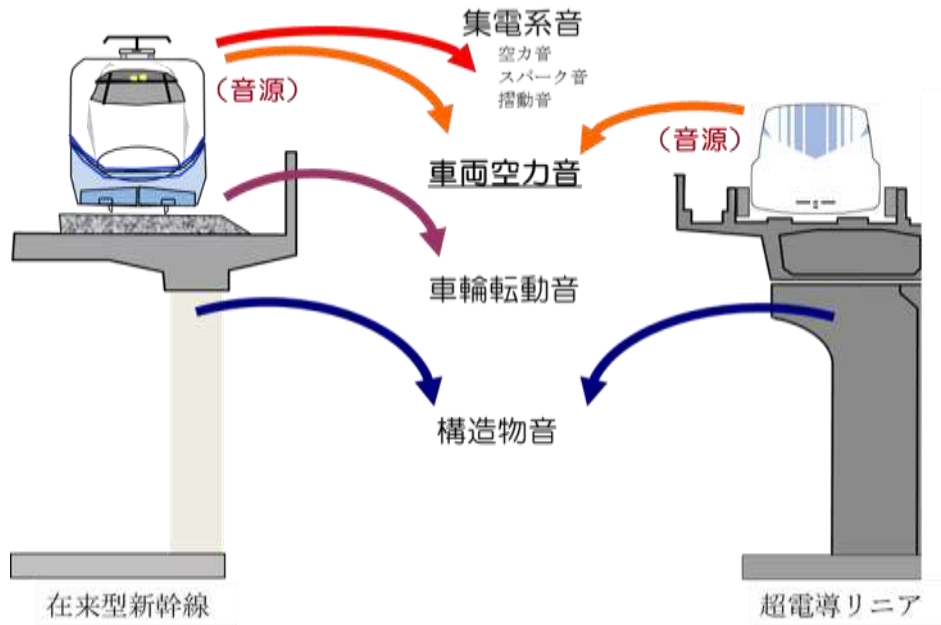 集電系音
空力音
スパーク音
摺動音
（音源）
（音源）
車両空力音
車輪転動音
構造物音
在来型新幹線
超電導リニア